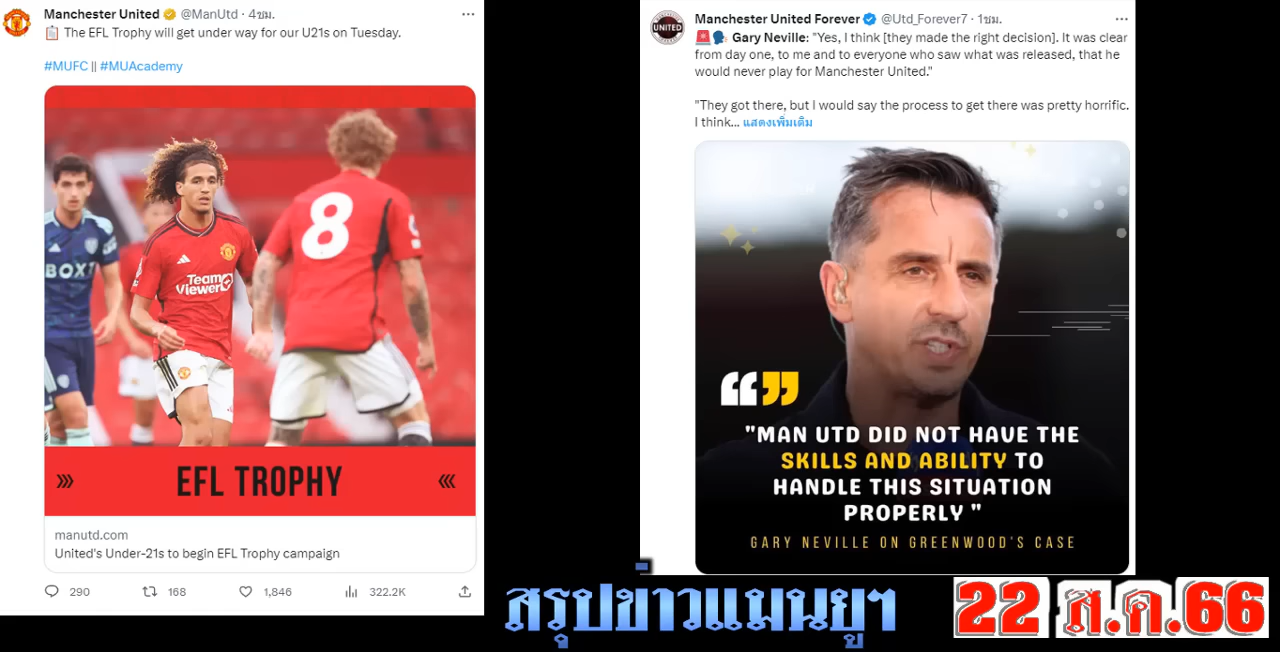 Manchester United @ManUtd · 4ชม.
📋 The EFL Trophy will get under way for our U21s on Tuesday.
#MUFC || #MUAcademy
BOXT
TeamViewer
8
EFL TROPHY
manutd.com
United's Under-21s to begin EFL Trophy campaign
290 168 1,846 322.2K
UNITED
Manchester United Forever @Utd_Forever7 · 1ชม.
🚨🗣️ Gary Neville: "Yes, I think [they made the right decision]. It was clear
from day one, to me and to everyone who saw what was released, that he
would never play for Manchester United."
"They got there, but I would say the process to get there was pretty horrific.
I think... แสดงเพิ่มเติม
"MAN UTD DID NOT HAVE THE
SKILLS AND ABILITY TO
HANDLE THIS SITUATION
PROPERLY "
GARY NEVILLE ON GREENWOOD'S CASE
สรุปข่าวแมนยูฯ 22 ส.ค.66